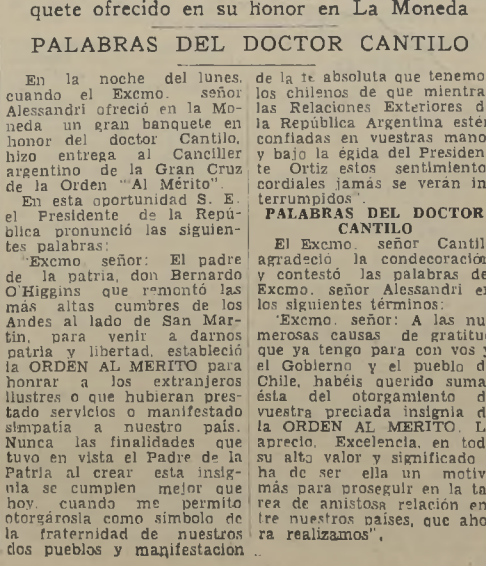 quete ofrecido en su honor en La Moneda
PALABRAS DEL DOCTOR CANTILO
En la noche del lunes,
cuando el Excmo. señor
Alessandri ofreció en la Mo-
neda un gran banquete en
honor del doctor Cantilo,
hizo entrega al Canciller
argentino de la Gran Cruz
de la Orden "Al Mérito".
En esta oportunidad S. E.
el Presidente de la Repú-
blica pronunció las siguien-
tes palabras:
"Excmo señor: El padre
de la patria, don Bernardo
O'Higgins que remontó las
más altas cumbres de los
Andes al lado de San Mar-
tín, para venir a darnos
patria y libertad, estableció
la ORDEN AL MERITO para
honrar a los extranjeros
ilustres o que hubieran pres-
tado servicios o manifestado
simpatía a nuestro país.
Nunca las finalidades que
tuvo en vista el Padre de la
Patria al crear esta insig-
nia se cumplen mejor que
hoy, cuando me permito
otorgárosla como símbolo de
la fraternidad de nuestros
dos pueblos y manifestación
de la fe absoluta que tenemo
los chilenos de que mientra
las Relaciones Exteriores d
la República Argentina esté
confiadas en vuestras mano
y bajo la égida del Presiden
te Ortiz estos sentimiento
cordiales jamás se verán in
terrumpidos".
PALABRAS DEL DOCTOR
CANTILO
El Excmo. señor Cantil
agradeció la condecoración
y contestó las palabras de
Excmo. señor Alessandri e
los siguientes términos:
"Excmo. señor: A las nu
merosas causas de gratitu
que ya tengo para con vos y
el Gobierno y el pueblo d
Chile, habéis querido suma
ésta del otorgamiento d
vuestra preciada insignia d
la ORDEN AL MERITO. L
aprecio, Excelencia, en tod
su alto valor y significado
ha de ser ella un motiv
más para proseguir en la ta
rea de amistosa relación en
tre nuestros países, que aho
ra realizamos".